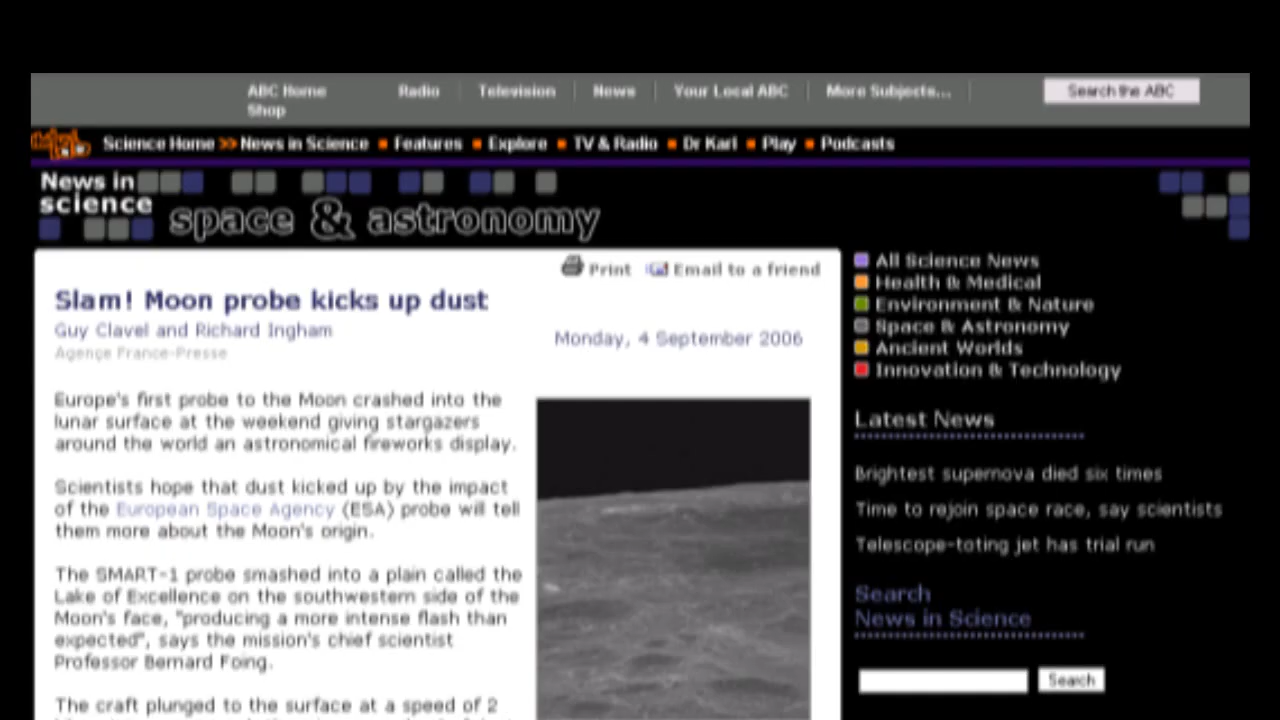 ABC Home Radio Television News Your Local ABC More Subjects... Search the ABC
Shop
Science Home >> News in Science Features Explore TV & Radio Dr Karl Play Podcasts
News in
science
space & astronomy
Print Email to a friend
Slam! Moon probe kicks up dust
Guy Clavel and Richard Ingham
Agence France-Presse
Monday, 4 September 2006
Europe's first probe to the Moon crashed into the
lunar surface at the weekend giving stargazers
around the world an astronomical fireworks display.
Scientists hope that dust kicked up by the impact
of the European Space Agency (ESA) probe will tell
them more about the Moon's origin.
The SMART-1 probe smashed into a plain called the
Lake of Excellence on the southwestern side of the
Moon's face, "producing a more intense flash than
expected", says the mission's chief scientist
Professor Bernard Foing.
The craft plunged to the surface at a speed of 2
All Science News
Health & Medical
Environment & Nature
Space & Astronomy
Ancient Worlds
Innovation & Technology
Latest News
Brightest supernova died six times
Time to rejoin space race, say scientists
Telescope-toting jet has trial run
Search
News in Science
Search